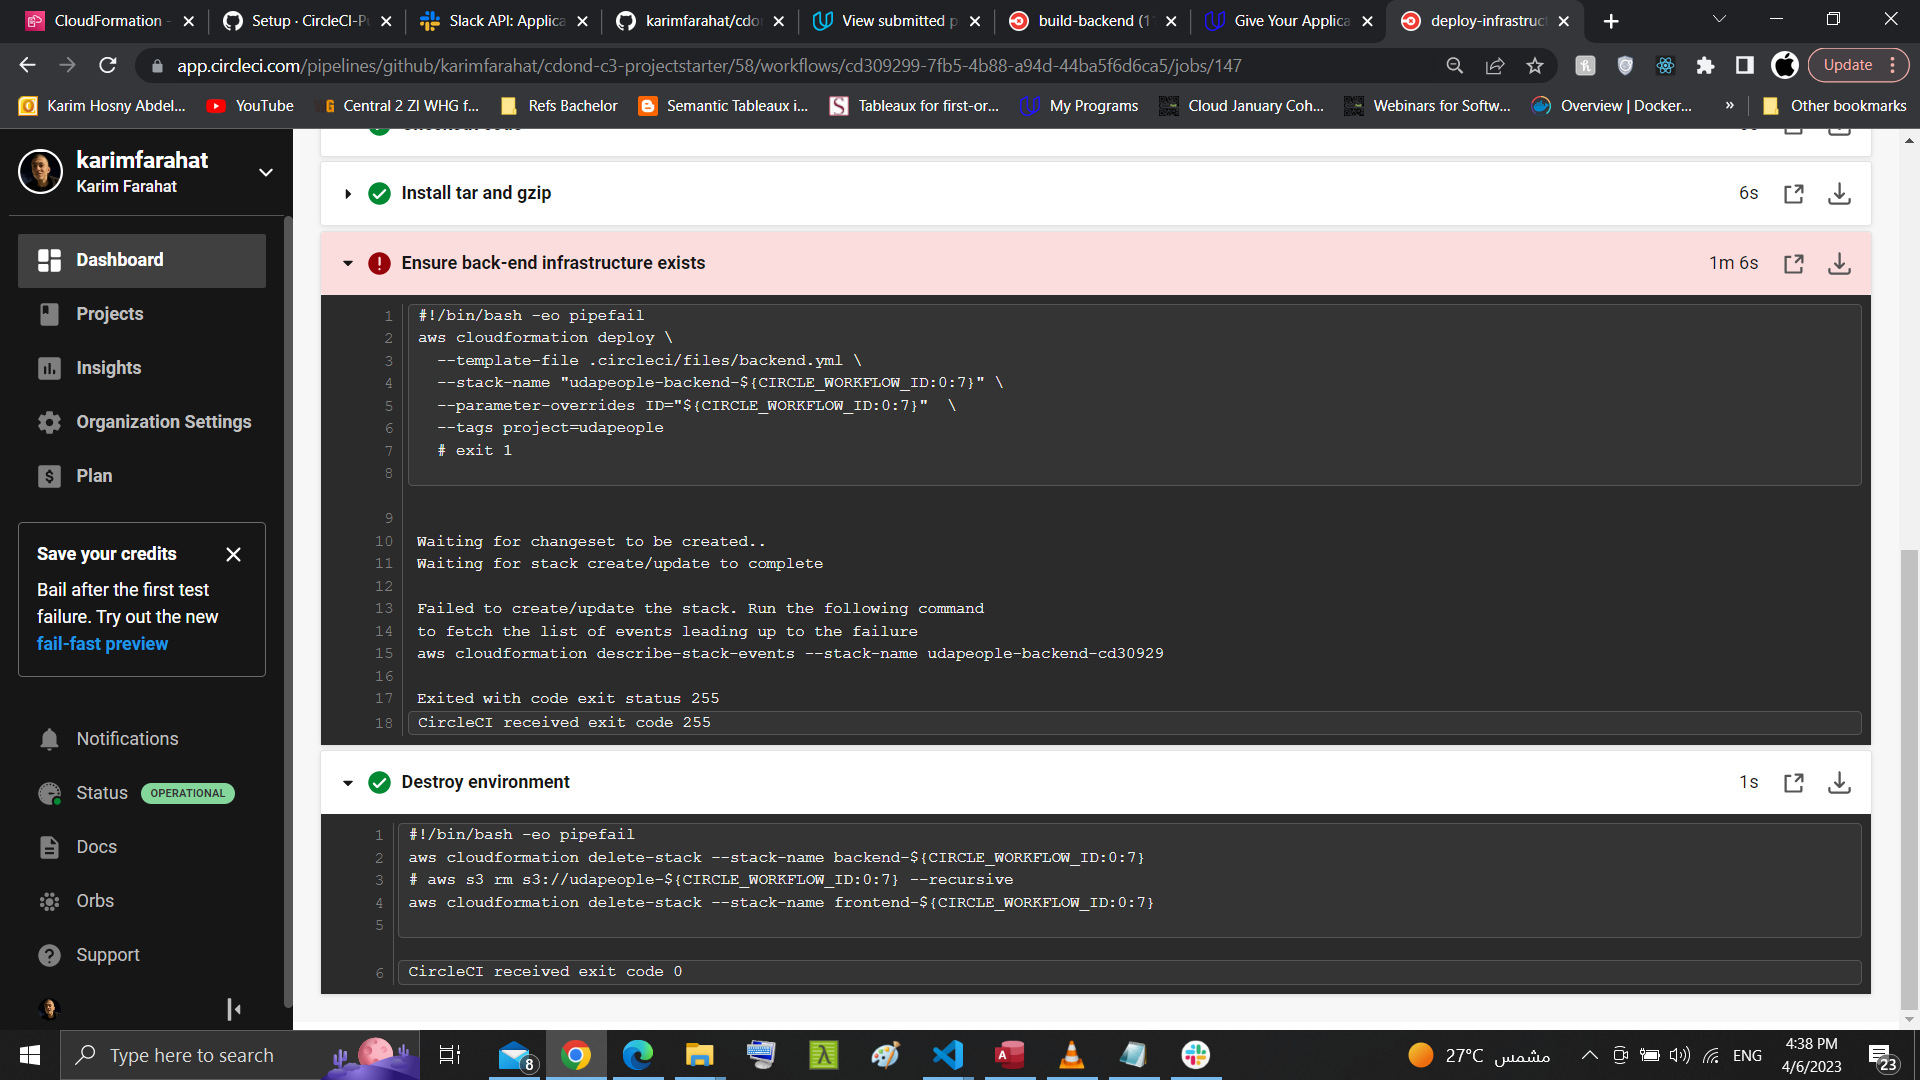 CloudFormation -
Setup · CircleCI-Pu
Slack API: Applica
karimfarahat/cdo
View submitted p
build-backend (1
Give Your Applica
deploy-infrastruct
app.circleci.com/pipelines/github/karimfarahat/cdond-c3-projectstarter/58/workflows/cd309299-7fb5-4b88-a94d-44ba5f6d6ca5/jobs/147
Update
Karim Hosny Abdel...
YouTube
Central 2 ZI WHG f...
Refs Bachelor
Semantic Tableaux i...
Tableaux for first-or...
My Programs
Cloud January Coh...
Webinars for Softw...
Overview | Docker...
»
Other bookmarks
karimfarahat
Karim Farahat
Dashboard
Projects
Insights
Organization Settings
Plan
Save your credits
Bail after the first test
failure. Try out the new
fail-fast preview
Notifications
Status OPERATIONAL
Docs
Orbs
Support
Install tar and gzip
6s
Ensure back-end infrastructure exists
1m 6s
1 #!/bin/bash -eo pipefail
2 aws cloudformation deploy \
3 --template-file .circleci/files/backend.yml \
4 --stack-name "udapeople-backend-${CIRCLE_WORKFLOW_ID:0:7}" \
5 --parameter-overrides ID="${CIRCLE_WORKFLOW_ID:0:7}" \
6 --tags project=udapeople
7 # exit 1
8
9
10 Waiting for changeset to be created..
11 Waiting for stack create/update to complete
12
13 Failed to create/update the stack. Run the following command
14 to fetch the list of events leading up to the failure
15 aws cloudformation describe-stack-events --stack-name udapeople-backend-cd30929
16
17 Exited with code exit status 255
18 CircleCI received exit code 255
Destroy environment
1s
1 #!/bin/bash -eo pipefail
2 aws cloudformation delete-stack --stack-name backend-${CIRCLE_WORKFLOW_ID:0:7}
3 # aws s3 rm s3://udapeople-${CIRCLE_WORKFLOW_ID:0:7} --recursive
4 aws cloudformation delete-stack --stack-name frontend-${CIRCLE_WORKFLOW_ID:0:7}
5
6 CircleCI received exit code 0
Type here to search
8
27°C مشمس
ENG
4:38 PM
4/6/2023
23